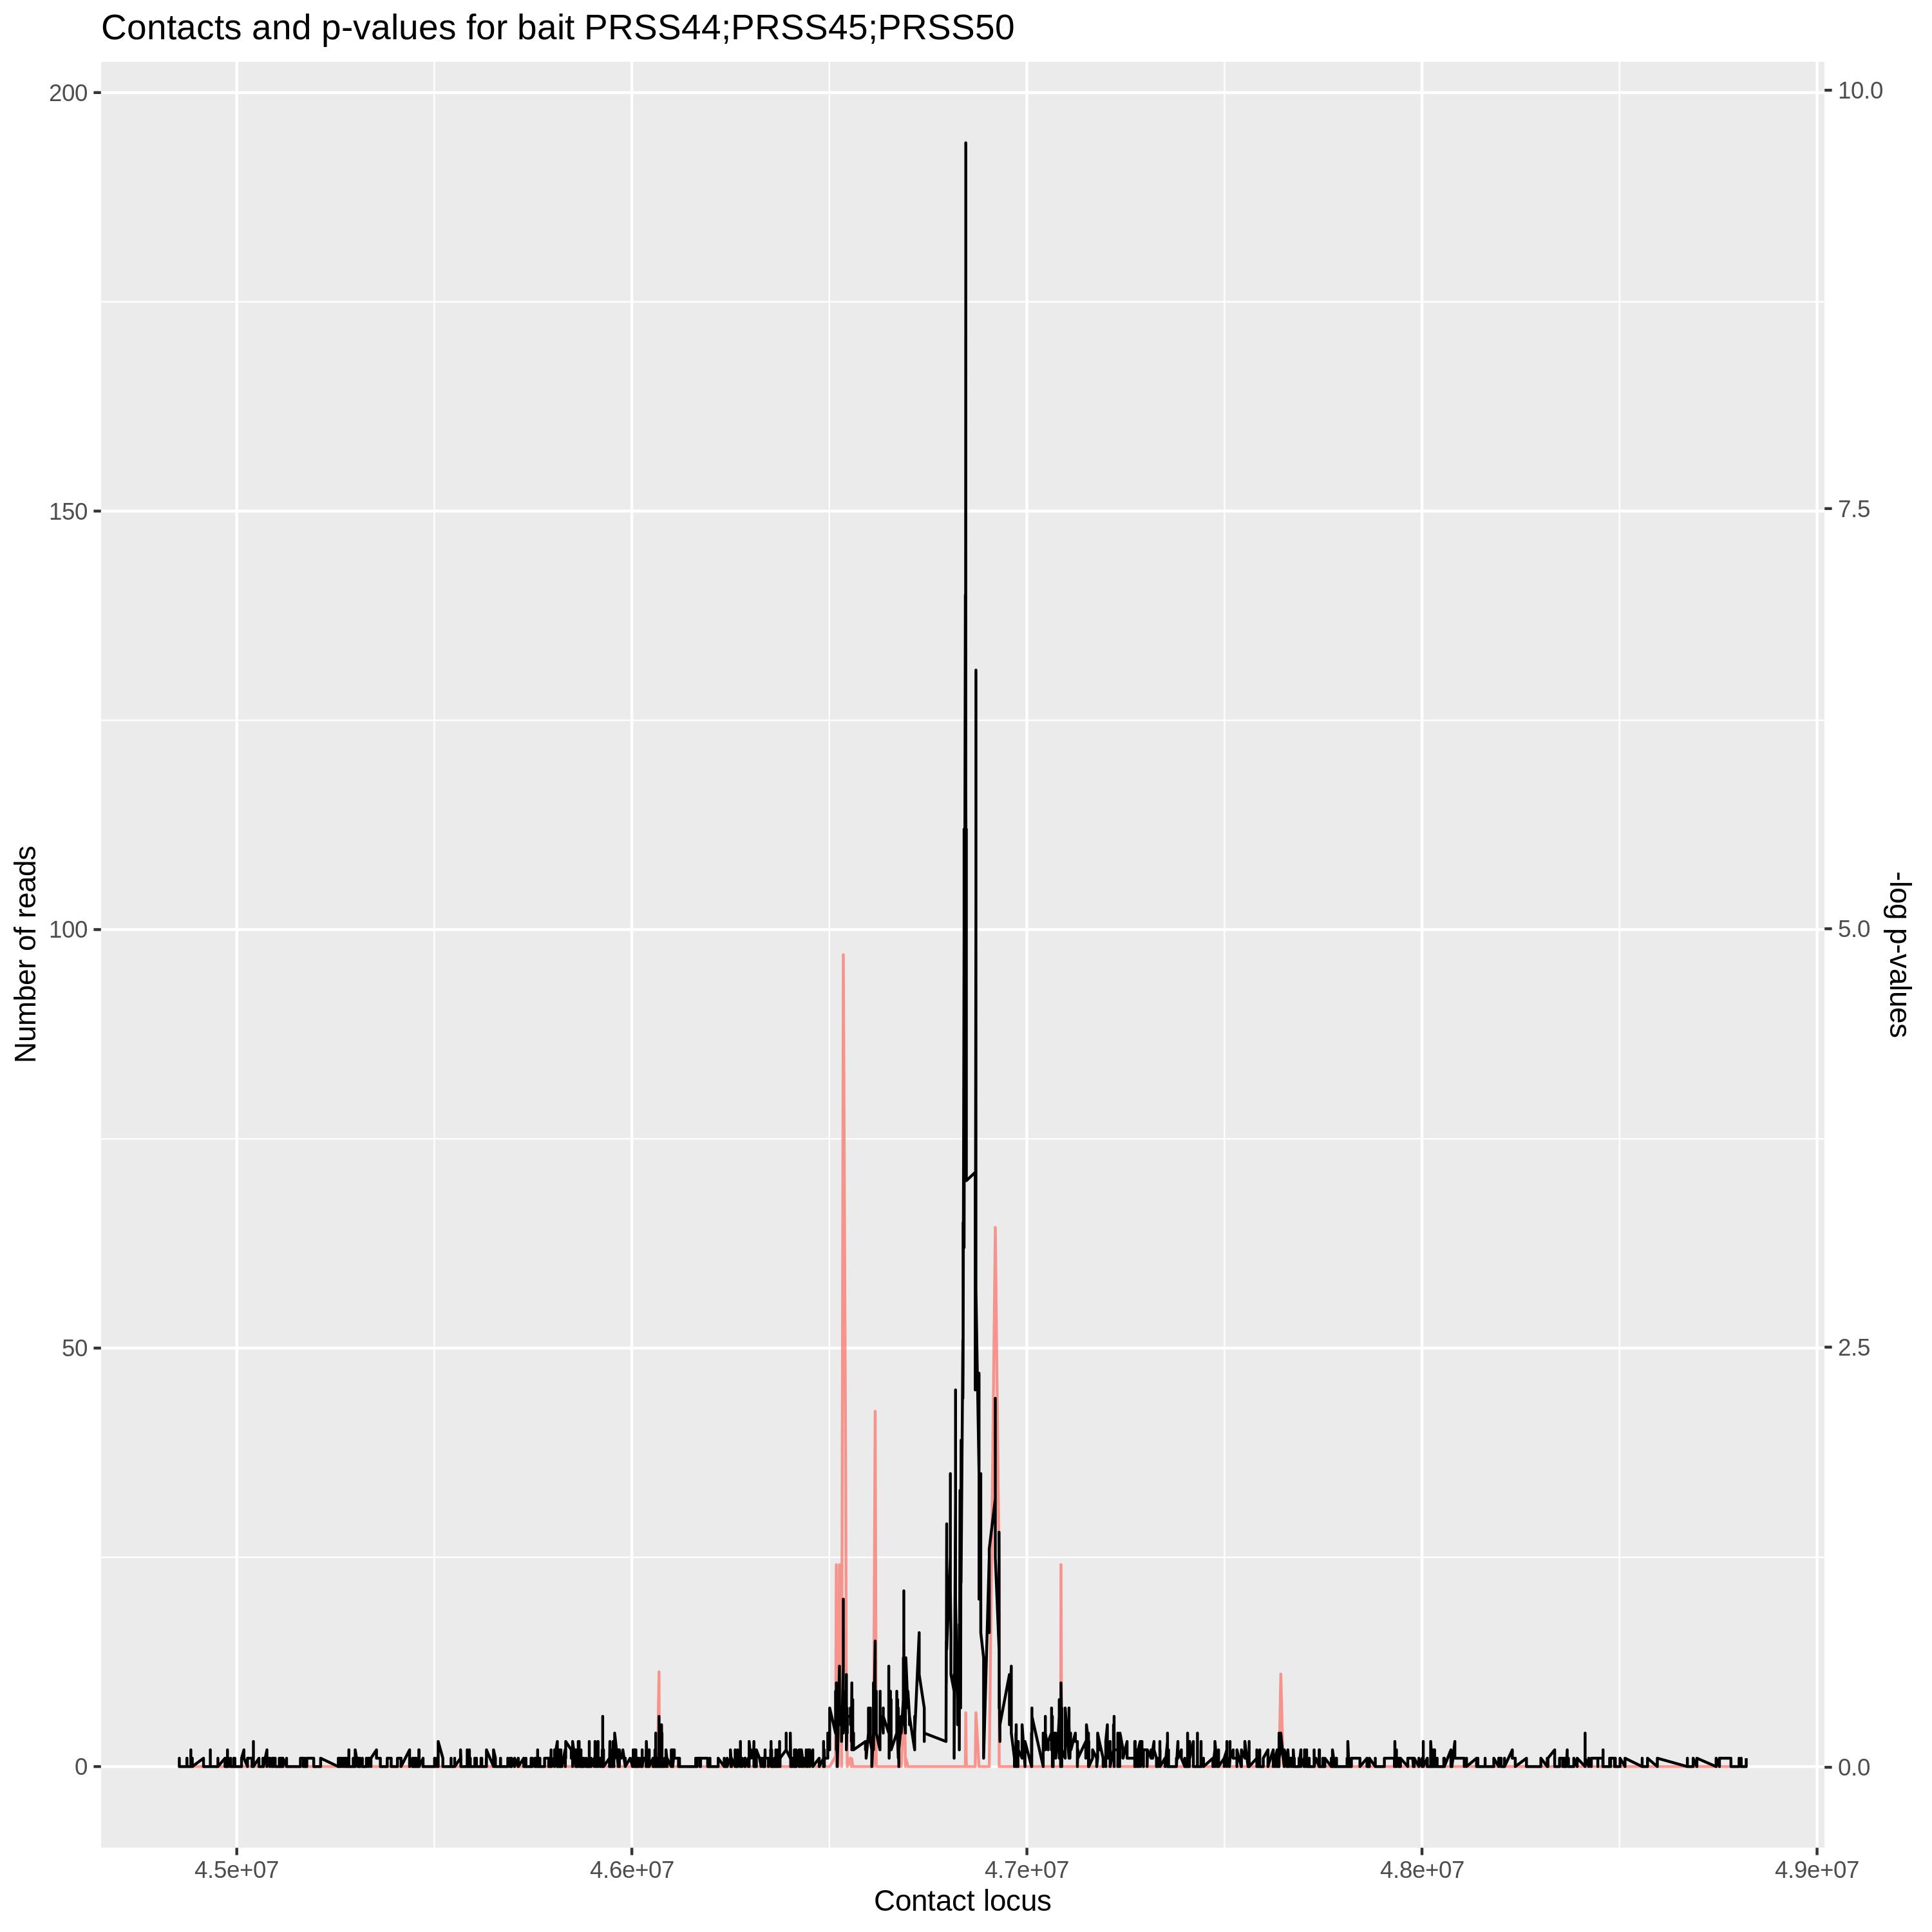 Contacts and p-values for bait PRSS44;PRSS45;PRSS50
200
150
100
50
0
Number of reads
10.0
7.5
5.0
2.5
0.0
-log p-values
4.5e+07
4.6e+07
4.7e+07
4.8e+07
4.9e+07
Contact locus